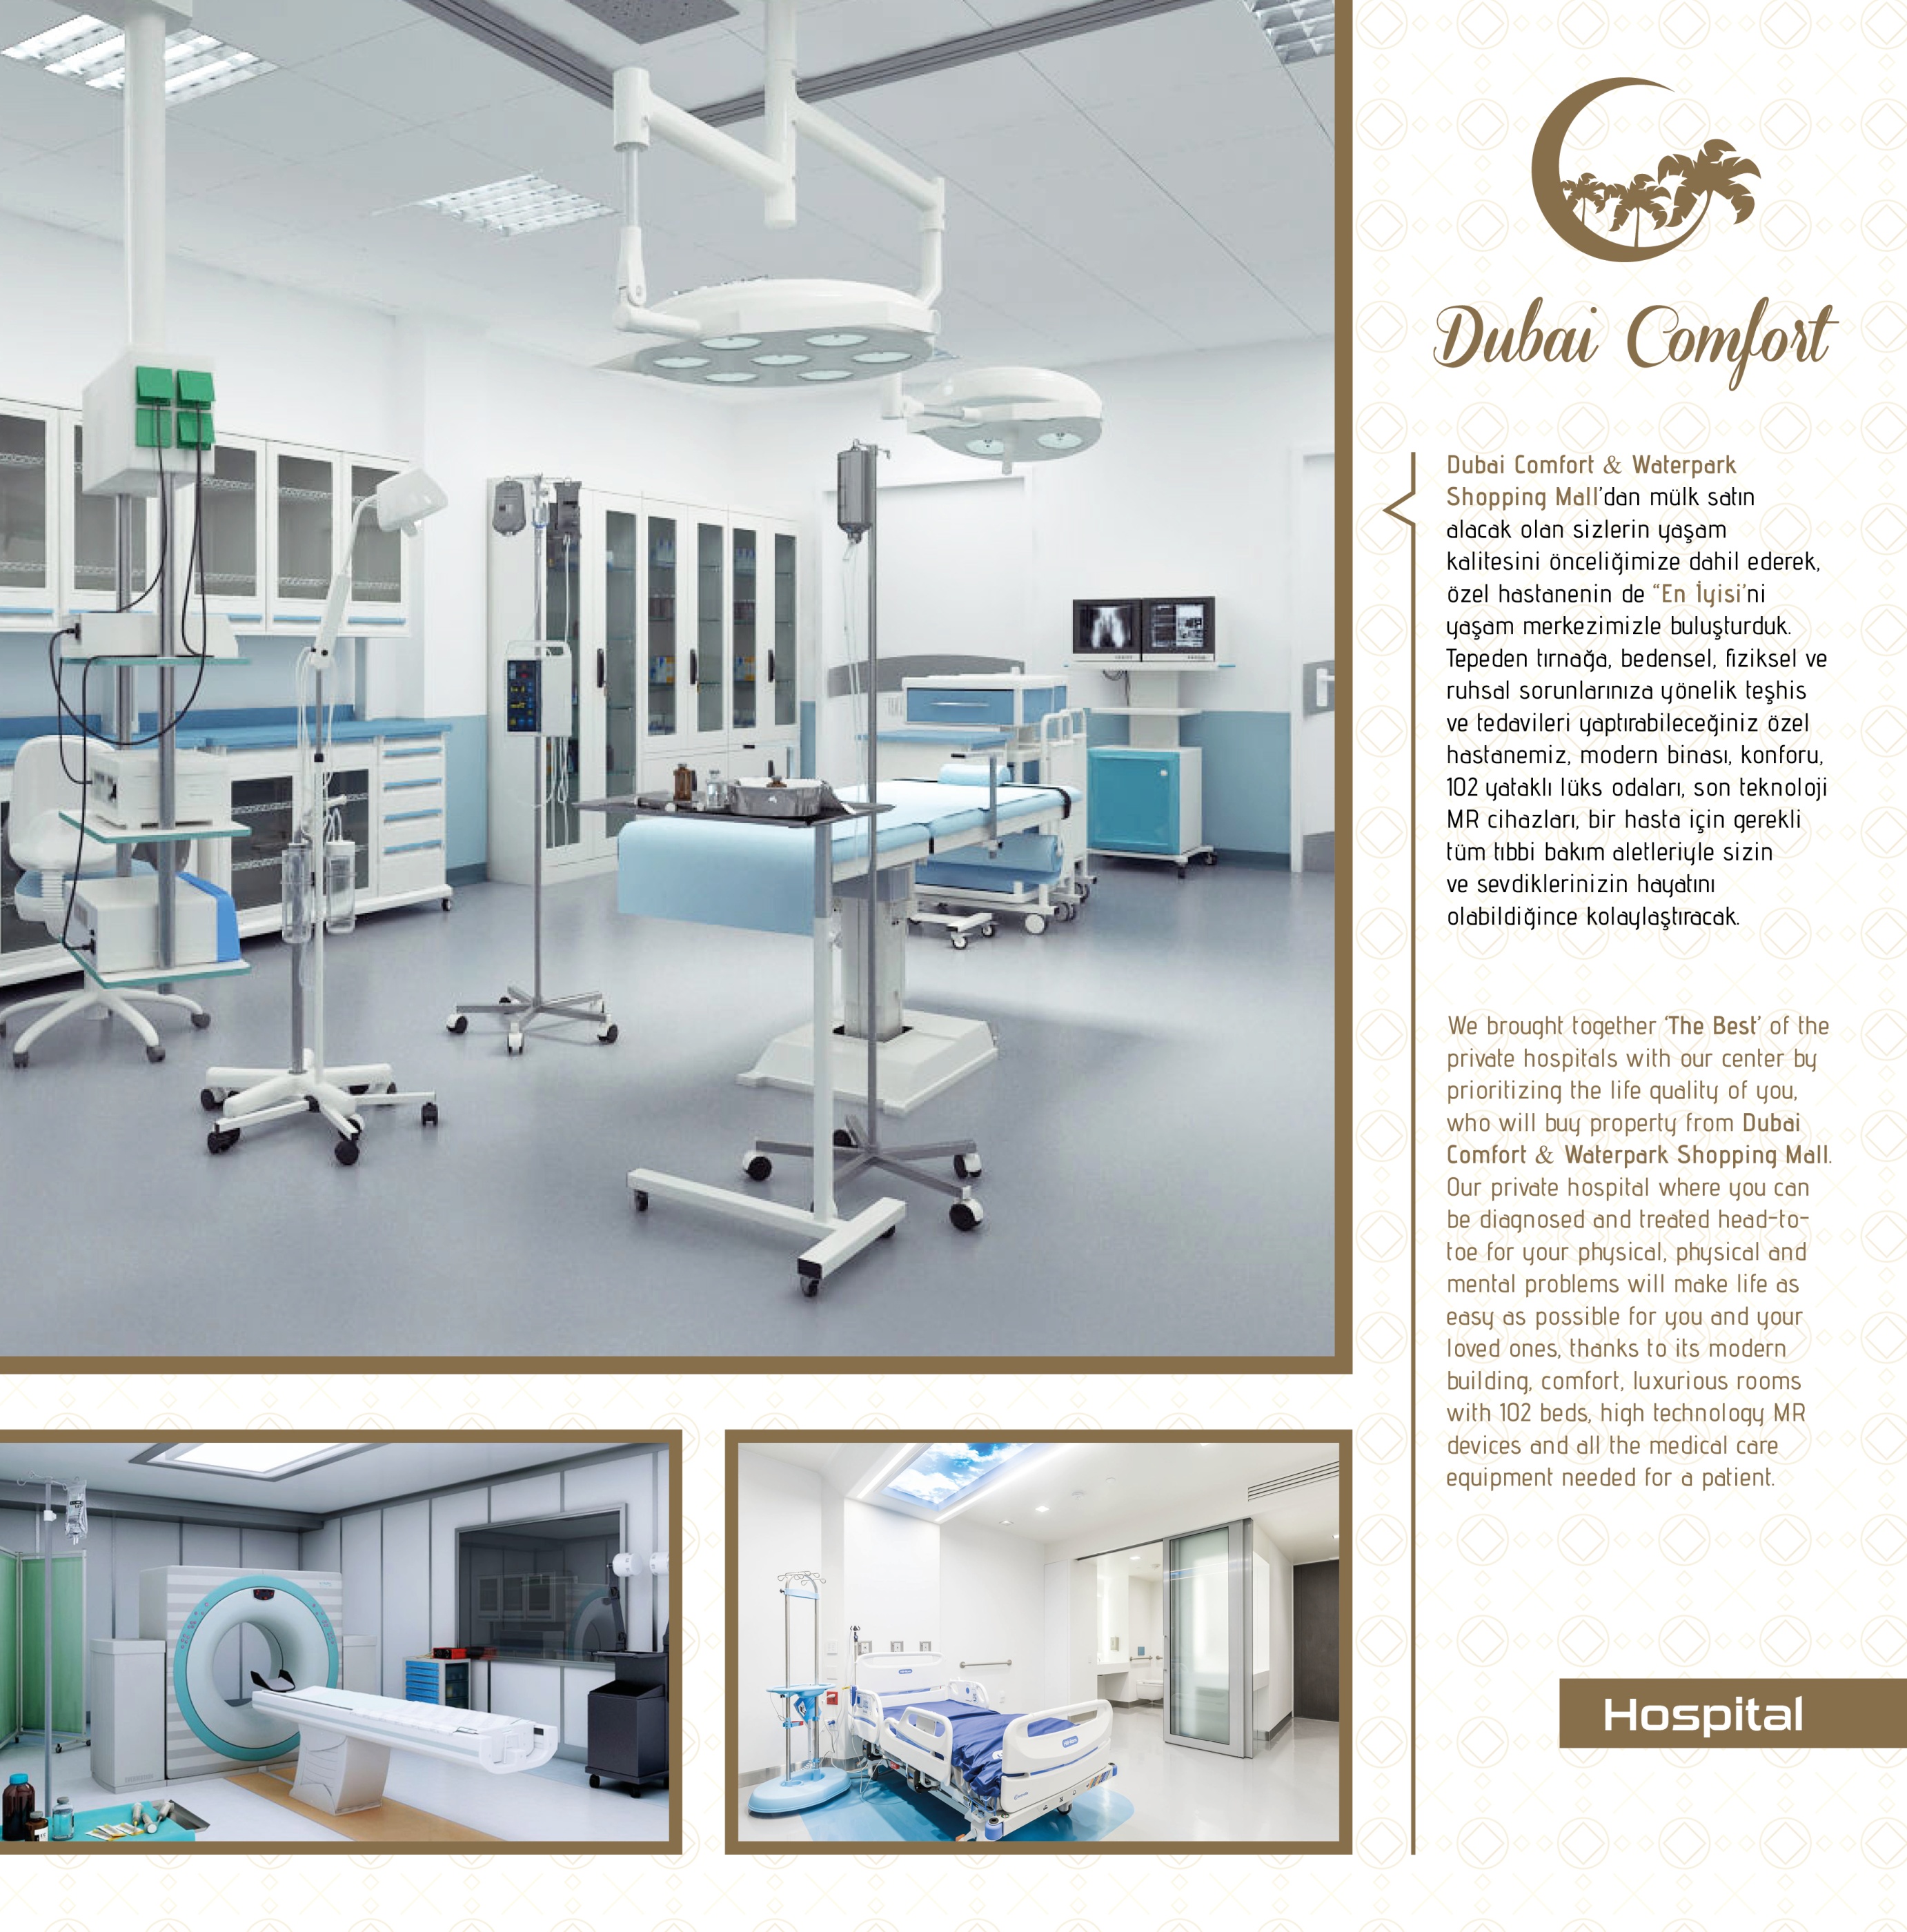 Dubai Comfort
Dubai Comfort & Waterpark
Shopping Mall'dan mülk satın
alacak olan sizlerin yaşam
kalitesini önceliğimize dahil ederek,
özel hastanenin de “En İyisi’ni
yaşam merkezimizle buluşturduk.
Tepeden tırnağa, bedensel, fiziksel ve
ruhsal sorunlarınıza yönelik teşhis
ve tedavileri yaptırabileceğiniz özel
hastanemiz, modern binası, konforu,
102 yataklı lüks odaları, son teknoloji
MR cihazları, bir hasta için gerekli
tüm tıbbi bakım aletleriyle sizin
ve sevdiklerinizin hayatını
olabildiğince kolaylaştıracak.
We brought together ‘The Best’ of the
private hospitals with our center by
prioritizing the life quality of you,
who will buy property from Dubai
Comfort & Waterpark Shopping Mall.
Our private hospital where you can
be diagnosed and treated head-to-
toe for your physical, physical and
mental problems will make life as
easy as possible for you and your
loved ones, thanks to its modern
building, comfort, luxurious rooms
with 102 beds, high technology MR
devices and all the medical care
equipment needed for a patient.
Hospital